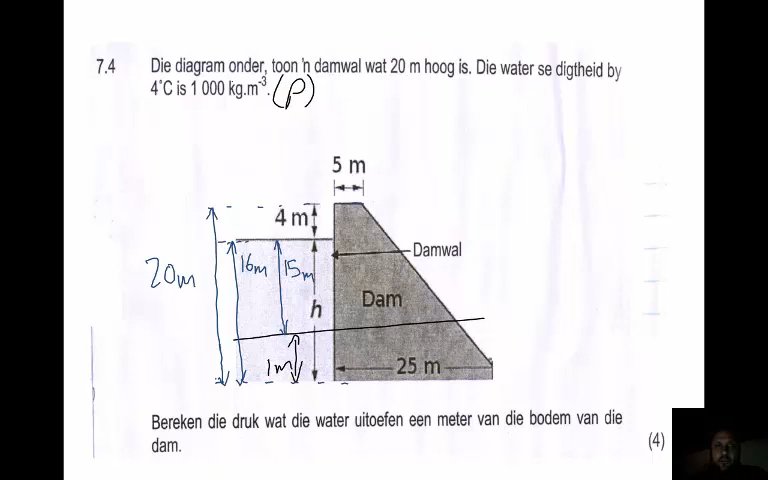 7.4 Die diagram onder, toon 'n damwal wat 20 m hoog is. Die water se digtheid by
4°C is 1 000 kg.m⁻³. (ρ)
5 m
4 m
16m 15m
Damwal
20m
h
Dam
1m
25 m
Bereken die druk wat die water uitoefen een meter van die bodem van die
dam.
(4)